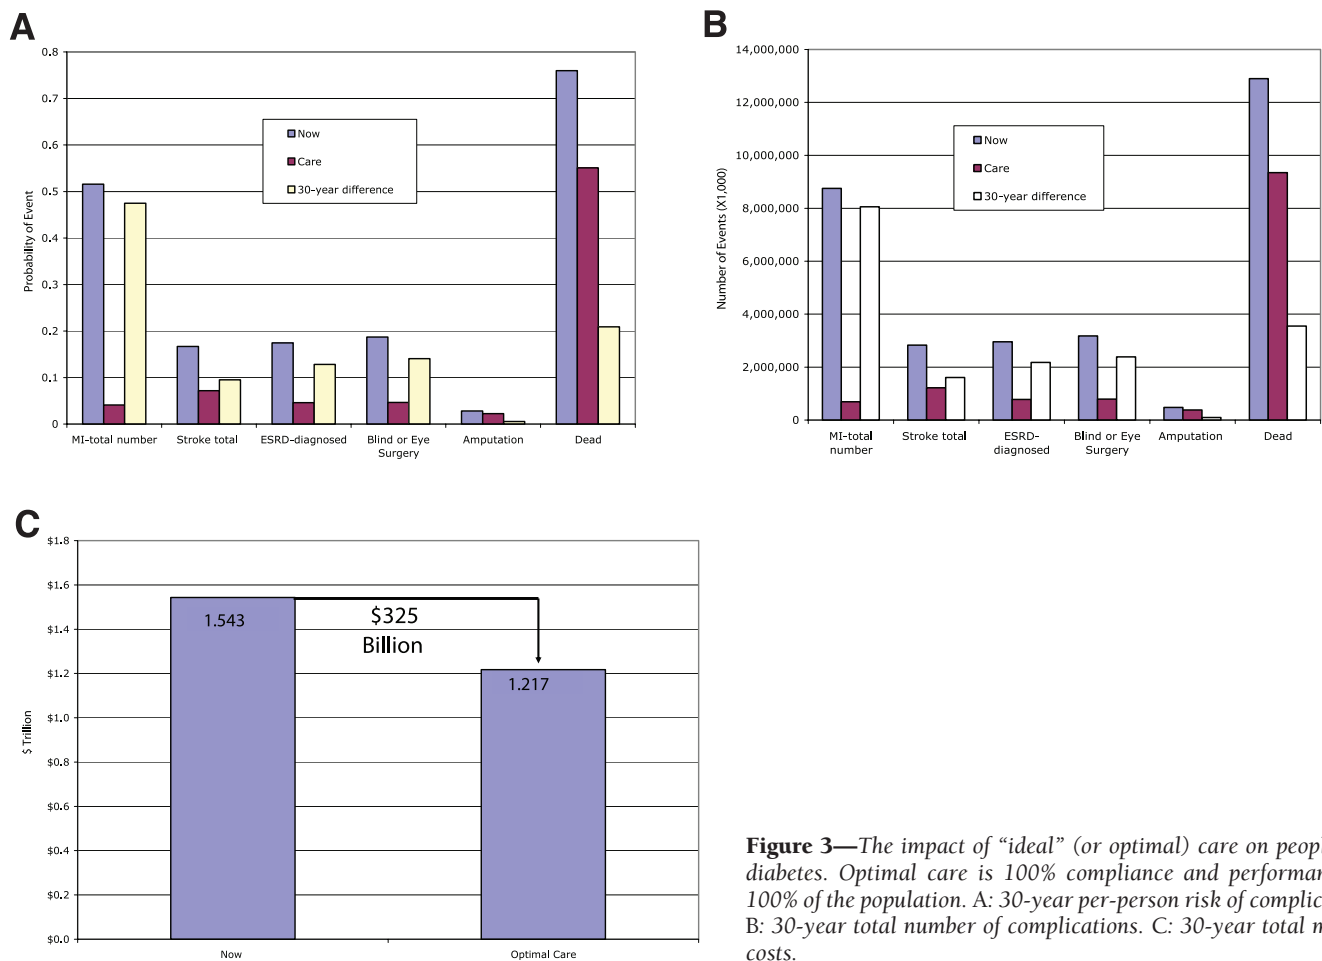 A
0.8
0.7
0.6
0.5
0.4
0.3
0.2
0.1
0
Probability of Event
Now
Care
30-year difference
MI-total number
Stroke total
ESRD-diagnosed
Blind or Eye
Surgery
Amputation
Dead
B
14,000,000
12,000,000
10,000,000
8,000,000
6,000,000
4,000,000
2,000,000
0
Number of Events (X1,000)
Now
Care
30-year difference
MI-total
number
Stroke total
ESRD-
diagnosed
Blind or Eye
Surgery
Amputation
Dead
C
$1.8
$1.6
$1.4
$1.2
$1.0
$0.8
$0.6
$0.4
$0.2
$0.0
$ Trillion
1.543
$325
Billion
1.217
Now
Optimal Care
Figure 3—The impact of “ideal” (or optimal) care on
diabetes. Optimal care is 100% compliance and
100% of the population. A: 30-year per-person risk of
B: 30-year total number of complications. C: 30-year total
costs.